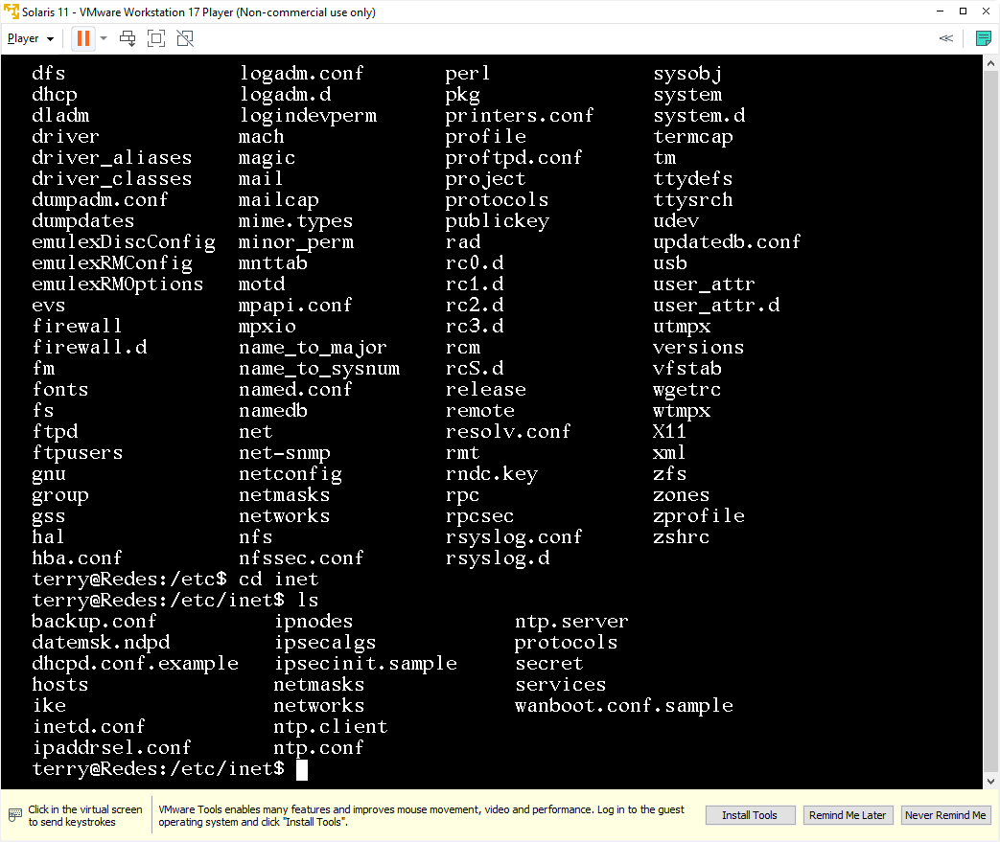 Solaris 11 - VMware Workstation 17 Player (Non-commercial use only)
Player
dfs logadm.conf perl sysobj
dhcp logadm.d pkg system
dladm logindevperm printers.conf system.d
driver mach profile termcap
driver_aliases magic proftpd.conf tm
driver_classes mail project ttydefs
dumpadm.conf mailcap protocols ttysrch
dumpdates mime.types publickey udev
emulexDiscConfig minor_perm rad updatedb.conf
emulexRMConfig mnttab rc0.d usb
emulexRMOptions motd rc1.d user_attr
evs mpapi.conf rc2.d user_attr.d
firewall mpxio rc3.d utmpx
firewall.d name_to_major rcm versions
fm name_to_sysnum rcS.d vfstab
fonts named.conf release wgetrc
fs namedb remote wtmpx
ftpd net resolv.conf X11
ftpusers net-snmp rmt xml
gnu netconfig rndc.key zfs
group netmasks rpc zones
gss networks rpcsec zprofile
hal nfs rsyslog.conf zshrc
hba.conf nfssec.conf rsyslog.d
terry@Redes:/etc$ cd inet
terry@Redes:/etc/inet$ ls
backup.conf ipnodes ntp.server
datemsk.ndpd ipsecalgs protocols
dhcpd.conf.example ipsecinit.sample secret
hosts netmasks services
ike networks wanboot.conf.sample
inetd.conf ntp.client
ipaddrsel.conf ntp.conf
terry@Redes:/etc/inet$
Click in the virtual screen
to send keystrokes
VMware Tools enables many features and improves mouse movement, video and performance. Log in to the guest
operating system and click "Install Tools".
Install Tools
Remind Me Later
Never Remind Me